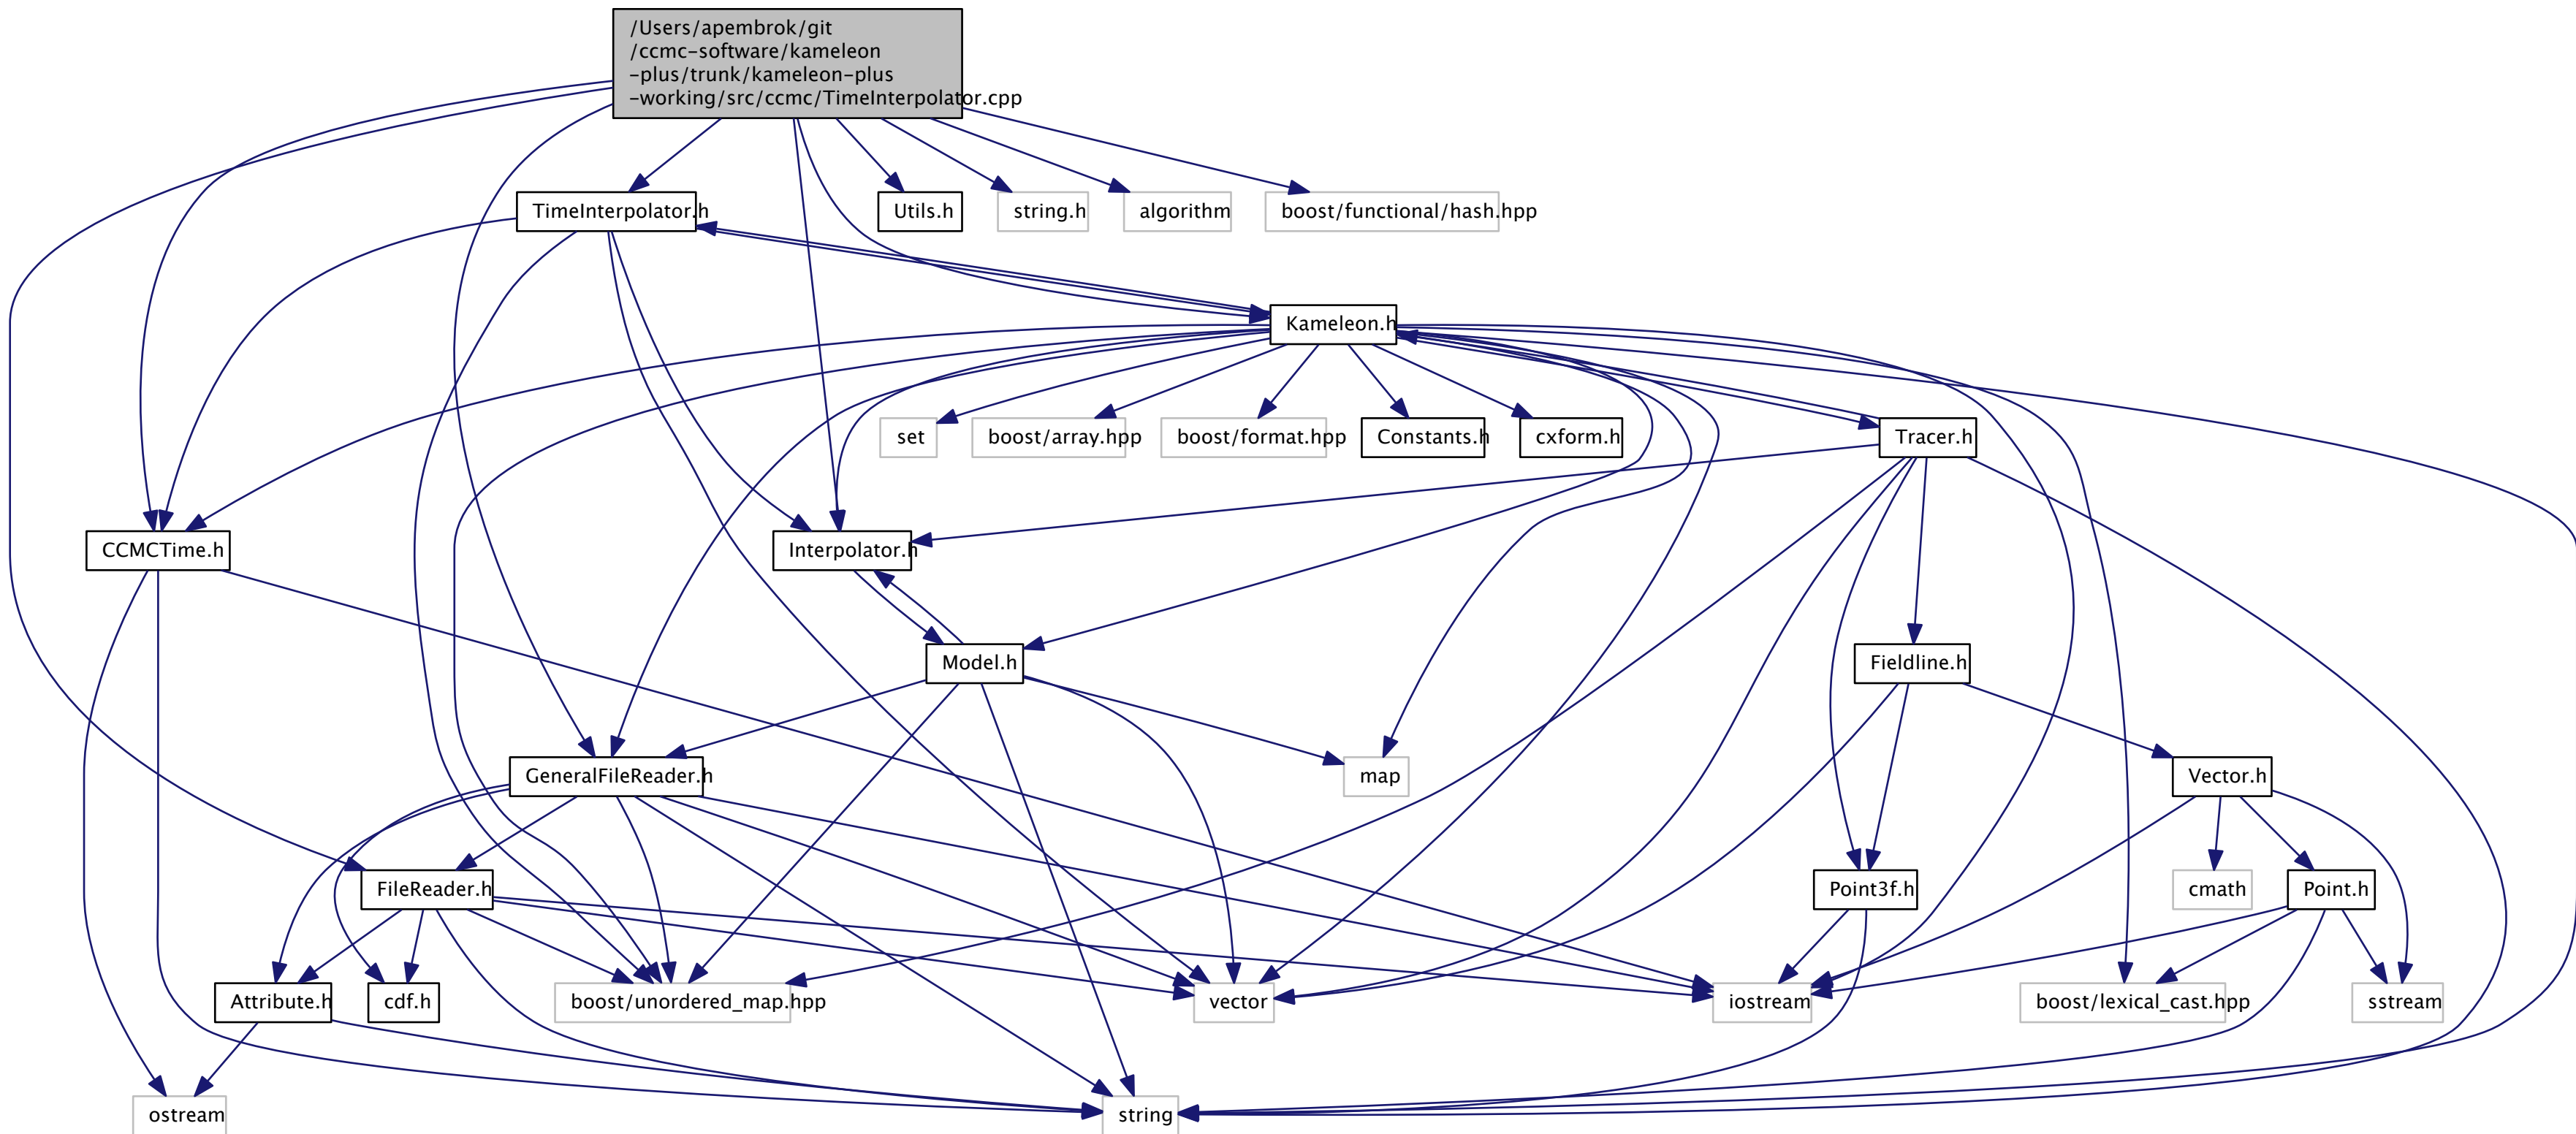 /Users/apembrok/git
/ccmc-software/kameleon
-plus/trunk/kameleon-plus
-working/src/ccmc/TimeInterpolator.cpp
TimeInterpolator.h
Utils.h
string.h
algorithm
boost/functional/hash.hpp
Kameleon.h
set
boost/array.hpp
boost/format.hpp
Constants.h
cxform.h
Tracer.h
CCMCTime.h
Interpolator.h
Model.h
Fieldline.h
GeneralFileReader.h
map
Vector.h
FileReader.h
Point3f.h
cmath
Point.h
Attribute.h
cdf.h
boost/unordered_map.hpp
vector
iostream
boost/lexical_cast.hpp
sstream
ostream
string